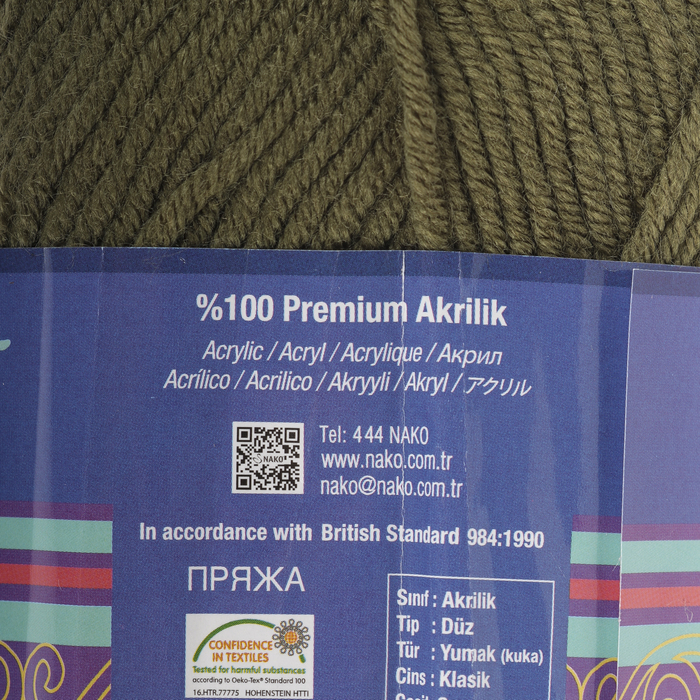 %100 Premium Akrilik
Acrylic / Acryl / Acrylique / Акрил
Acrílico / Acrilico / Akryyli / Akryl / アクリル
NAKO
Tel: 444 NAKO
www.nako.com.tr
nako@nako.com.tr
In accordance with British Standard 984:1990
ПРЯЖА
CONFIDENCE
IN TEXTILES
Tested for harmful substances
according to Oeko-Tex® Standard 100
16.HTR.77775 HOHENSTEIN HTTI
Sınıf : Akrilik
Tip : Düz
Tür : Yumak (kuka)
Cins : Klasik